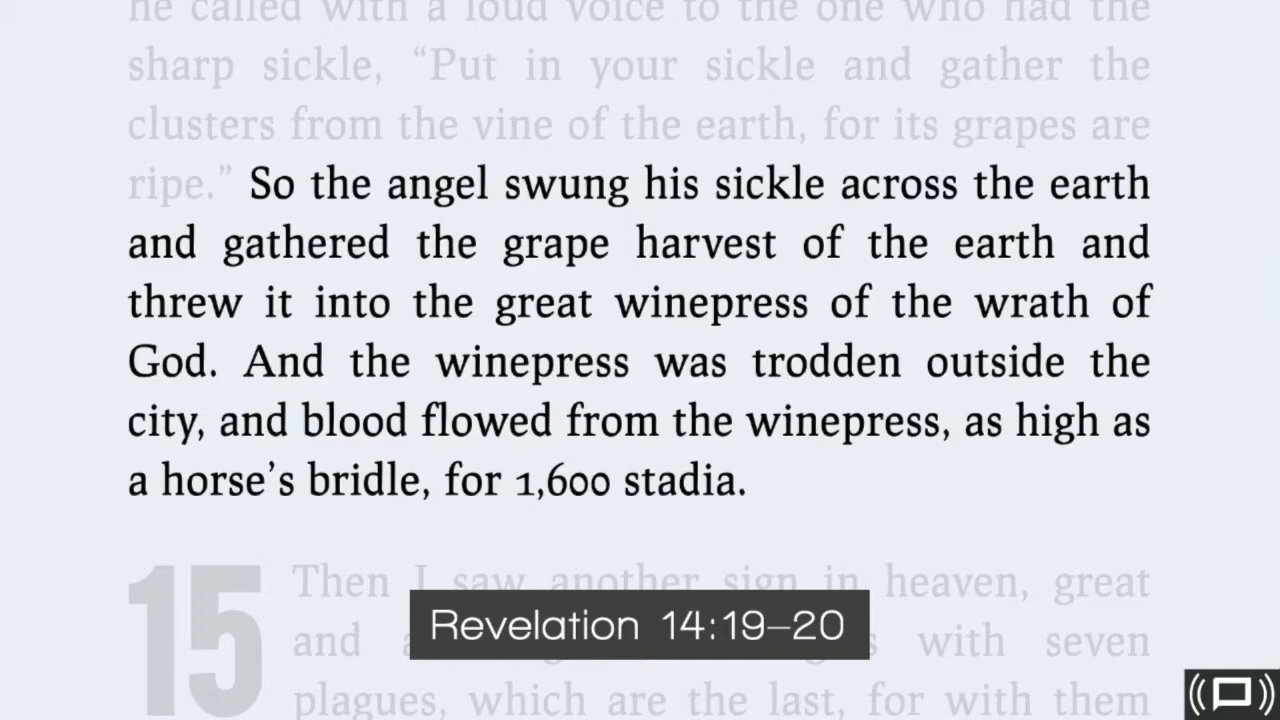 he called with a loud voice to the one who had the
sharp sickle, “Put in your sickle and gather the
clusters from the vine of the earth, for its grapes are
ripe.” So the angel swung his sickle across the earth
and gathered the grape harvest of the earth and
threw it into the great winepress of the wrath of
God. And the winepress was trodden outside the
city, and blood flowed from the winepress, as high as
a horse’s bridle, for 1,600 stadia.
15 Then I saw another sign in heaven, great
and with seven
plagues, which are the last, for with them
Revelation 14:19–20